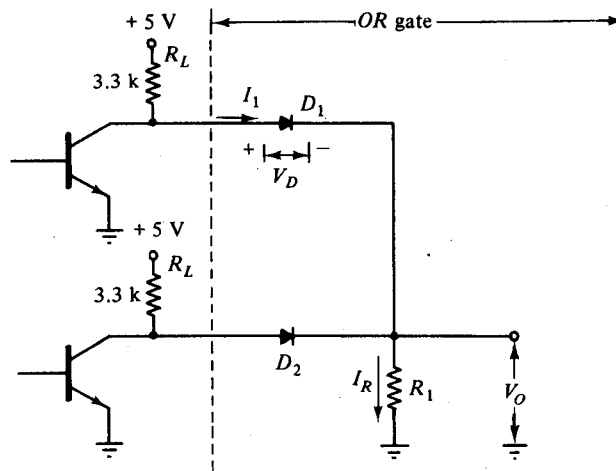 OR gate
+ 5 V
R_L
3.3 k
I_1
D_1
+ −
V_D
+ 5 V
R_L
3.3 k
D_2
I_R
R_1
V_O